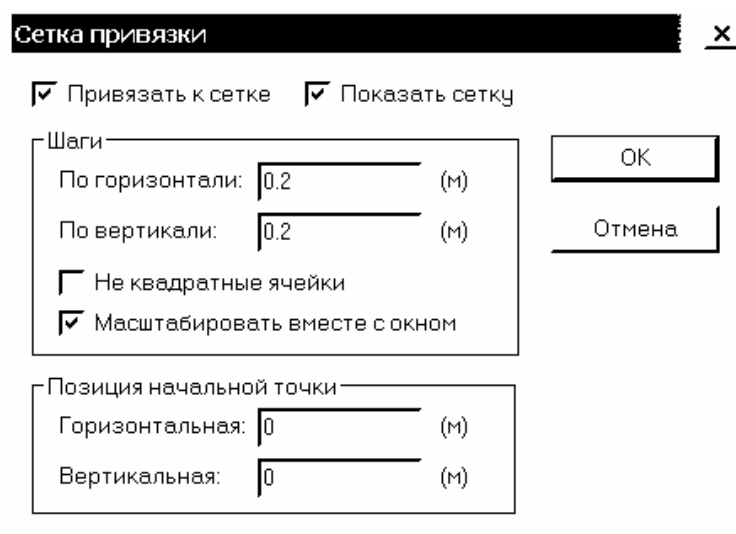 Сетка привязки
Привязать к сетке Показать сетку
Шаги
По горизонтали: 0.2 (м)
OK
По вертикали: 0.2 (м)
Отмена
Не квадратные ячейки
Масштабировать вместе с окном
Позиция начальной точки
Горизонтальная: 0 (м)
Вертикальная: 0 (м)